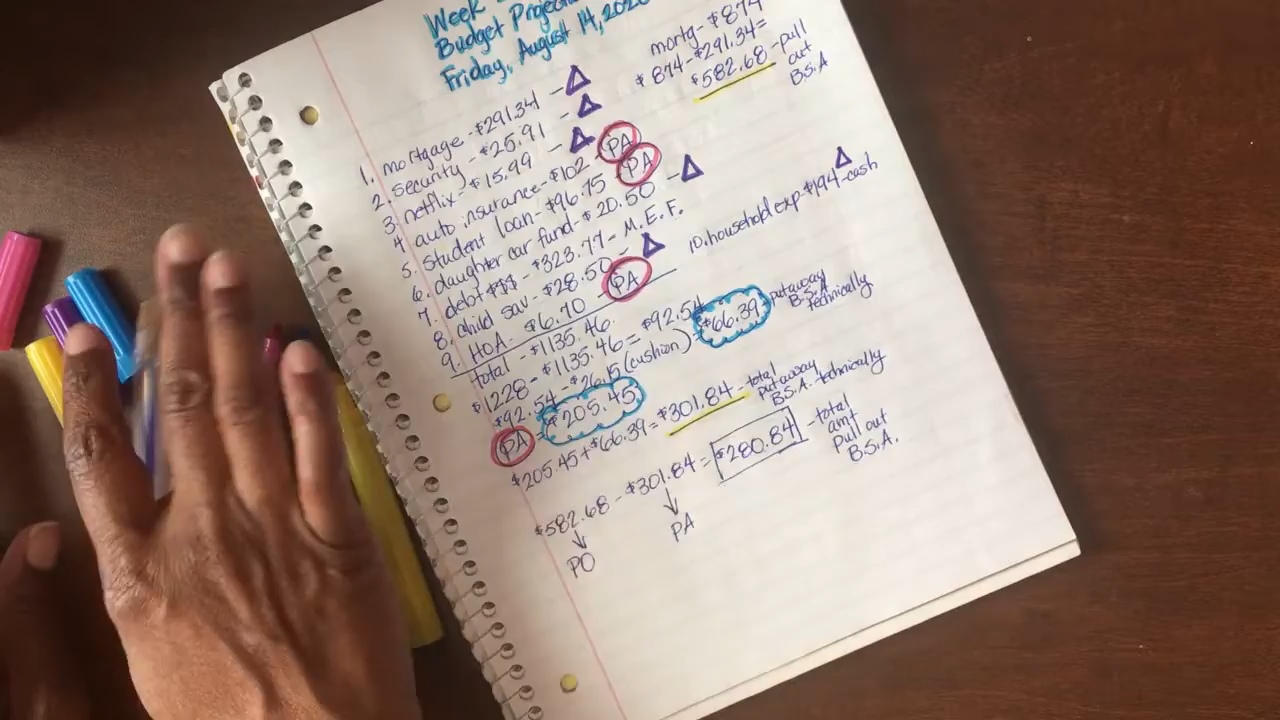 Week
Budget Projec
Friday, August 14, 202
mortg - $874
$874 - $291.34 =
$582.68 - pull
out
B.S.A
1. mortgage - $291.34 - Δ
2. security - $25.91 - Δ
3. netflix - $15.99 - Δ
4. auto insurance - $102 - PA
5. student loan - $96.75 - PA
6. daughter car fund - $20.50 - Δ
7. debt $$$ - $323.77 - M.E.F.
8. child sav - $28.50 - Δ
9. HOA - $6.70 - PA
10. household exp - $194 - cash Δ
Total - $1135.46
$1228 - $1135.46 = $92.54
$92.54 - $26.15 (cushion) = $66.39 - putaway
B.S.A
technically
PA = $205.45
$205.45 + $66.39 = $301.84 - total
putaway
B.S.A. technically
$582.68 - $301.84 = $280.84 - total
amt
pull out
B.S.A.
PO
PA